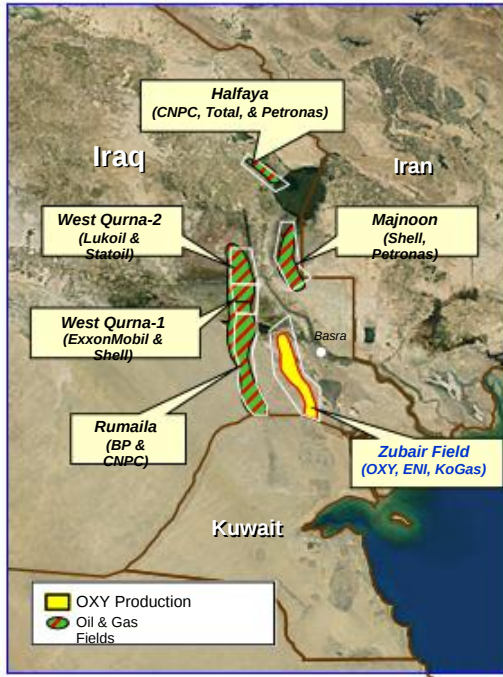 Halfaya
(CNPC, Total, & Petronas)
Iraq
Iran
West Qurna-2
(Lukoil &
Statoil)
Majnoon
(Shell,
Petronas)
West Qurna-1
(ExxonMobil &
Shell)
Basra
Rumaila
(BP &
CNPC)
Zubair Field
(OXY, ENI, KoGas)
Kuwait
OXY Production
Oil & Gas
Fields